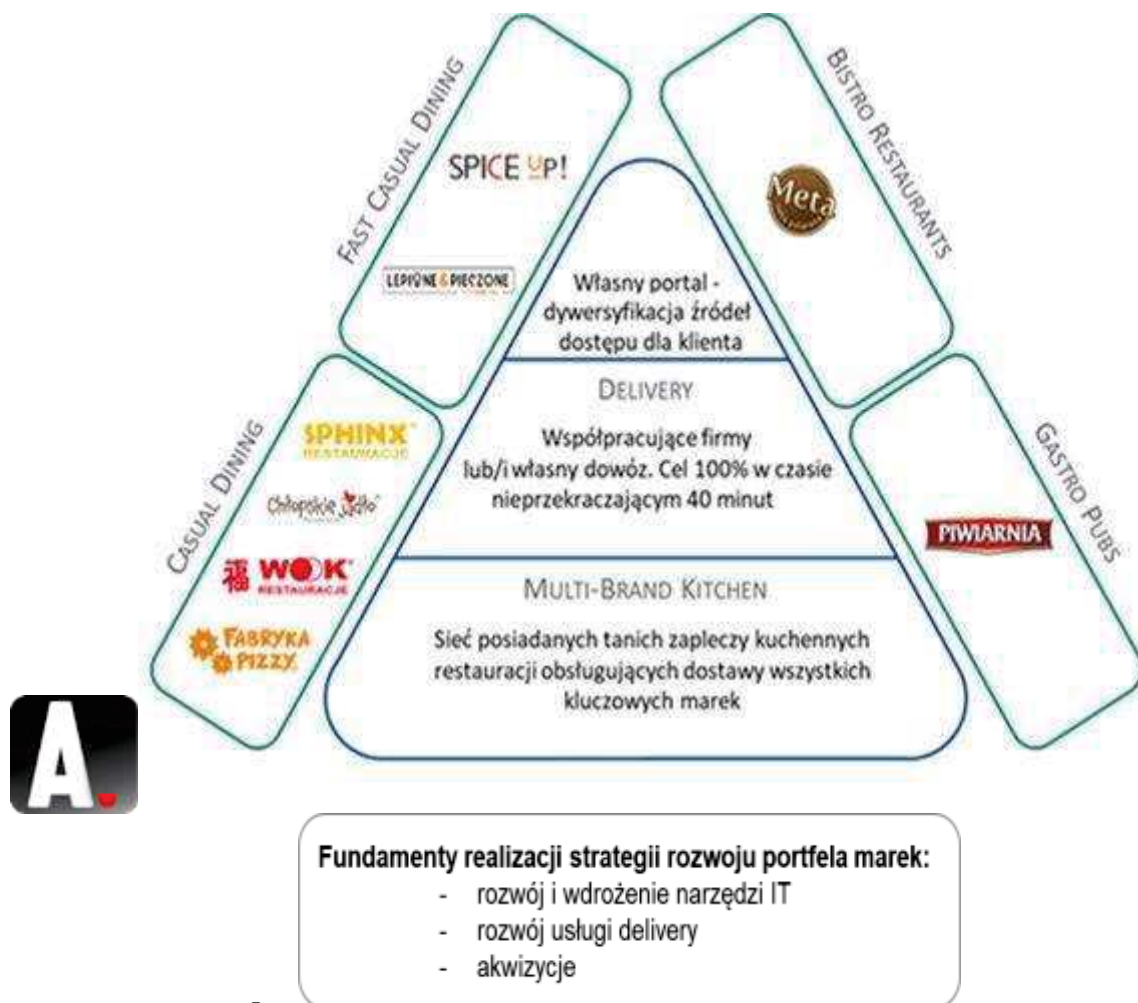 FAST CASUAL DINING
SPICE UP!
LEPIONE & PIECZONE
BISTRO RESTAURANTS
Meta
Własny portal -
dywersyfikacja źródeł
dostępu dla klienta
DELIVERY
Współpracujące firmy
lub/i własny dowóz. Cel 100% w czasie
nieprzekraczającym 40 minut
MULTI-BRAND KITCHEN
Sieć posiadanych tanich zapleczy kuchennych
restauracji obsługujących dostawy wszystkich
kluczowych marek
CASUAL DINING
SPHINX
RESTAURACJE
Chłopskie Jadło
福 WOOK
RESTAURACJE
FABRYKA
PIZZY
GASTRO PUBS
PIWIARNIA
A.
Fundamenty realizacji strategii rozwoju portfela marek:
- rozwój i wdrożenie narzędzi IT
- rozwój usługi delivery
- akwizycje